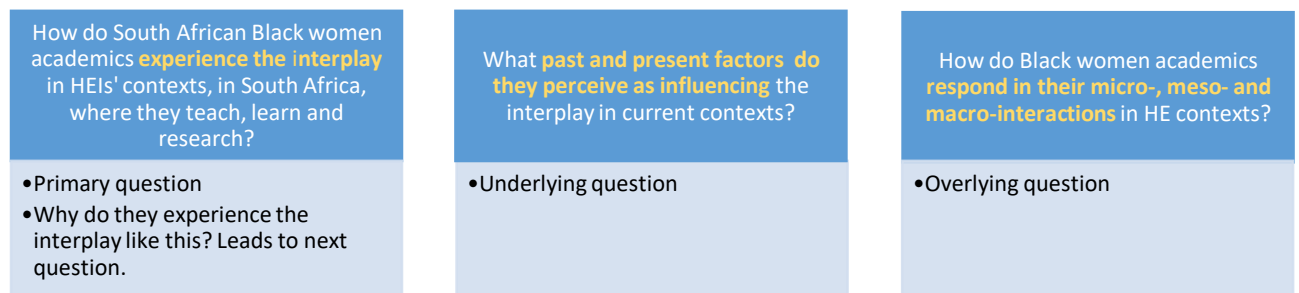 How do South African Black women
academics experience the interplay
in HEIs' contexts, in South Africa,
where they teach, learn and
research?
•Primary question
•Why do they experience the
interplay like this? Leads to next
question.
What past and present factors do
they perceive as influencing the
interplay in current contexts?
•Underlying question
How do Black women academics
respond in their micro-, meso- and
macro-interactions in HE contexts?
•Overlying question